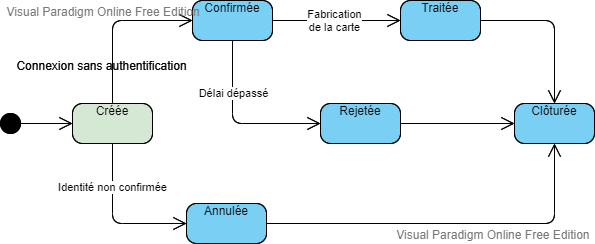 Visual Paradigm Online Free Edition
Confirmée
Fabrication
de la carte
Traitée
Connexion sans authentification
Délai dépassé
Créée
Rejetée
Clôturée
Identité non confirmée
Annulée
Visual Paradigm Online Free Edition